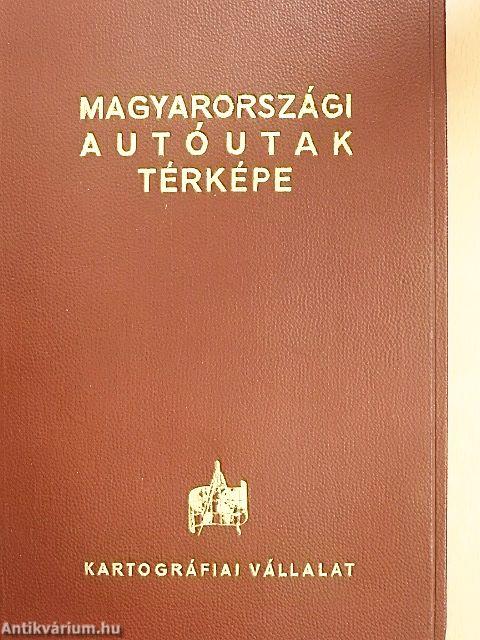 MAGYARORSZÁGI
AUTÓUTAK
TÉRKÉPE
KARTOGRÁFIAI VÁLLALAT
Antikvárium.hu